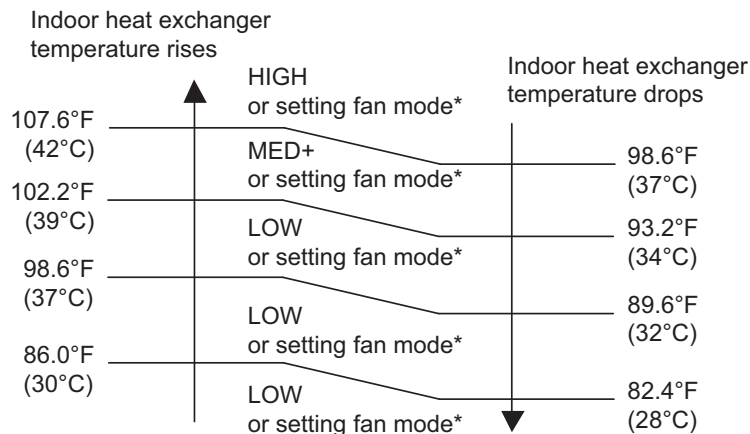 Indoor heat exchanger
temperature rises
Indoor heat exchanger
temperature drops
HIGH
or setting fan mode*
107.6°F
(42°C)
98.6°F
(37°C)
MED+
or setting fan mode*
102.2°F
(39°C)
93.2°F
(34°C)
LOW
or setting fan mode*
98.6°F
(37°C)
89.6°F
(32°C)
LOW
or setting fan mode*
86.0°F
(30°C)
82.4°F
(28°C)
LOW
or setting fan mode*